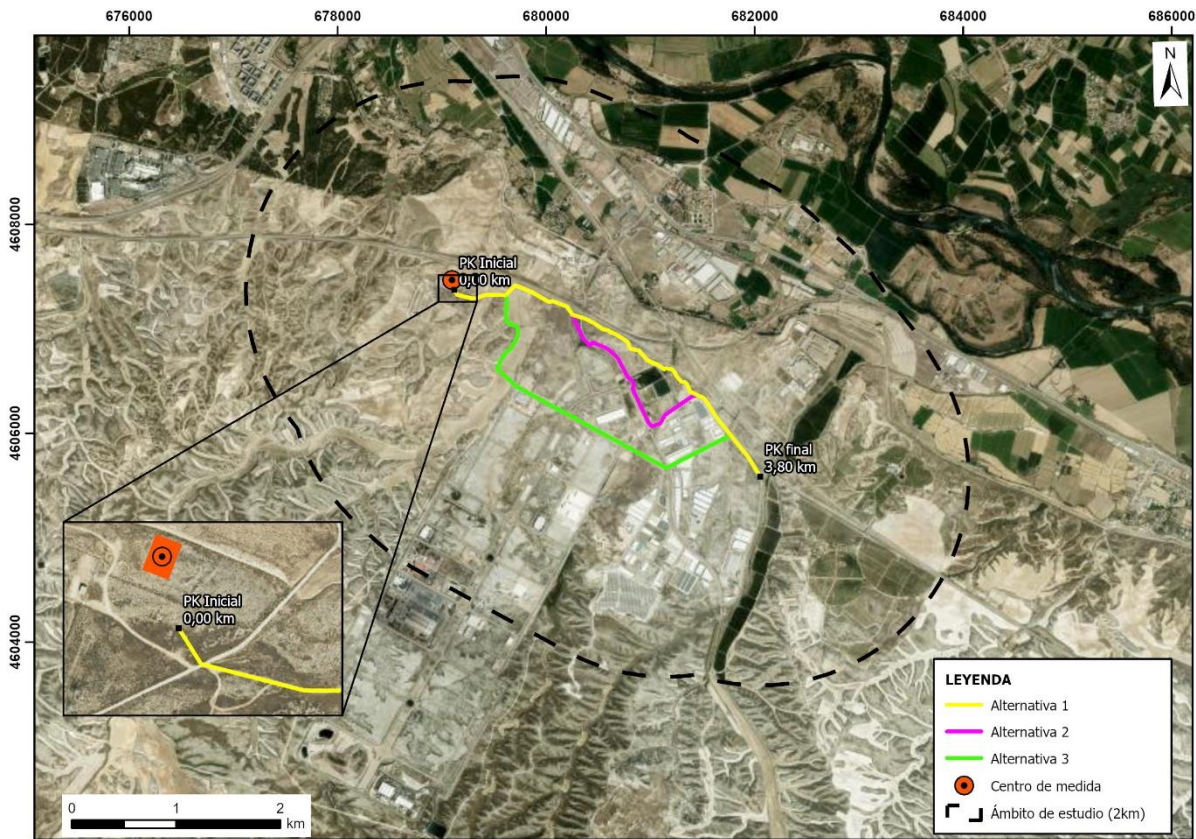 676000
678000
680000
682000
684000
686000
N
4608000
4606000
4604000
PK Inicial
0,00 km
PK final
3,80 km
PK Inicial
0,00 km
LEYENDA
Alternativa 1
Alternativa 2
Alternativa 3
Centro de medida
Ámbito de estudio (2km)
0 1 2
km